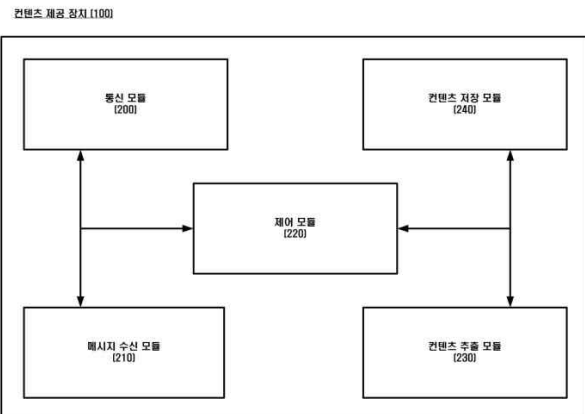 컨텐츠 제공 장치 [100]
통신 모듈
[200]
컨텐츠 저장 모듈
[240]
제어 모듈
[220]
메시지 수신 모듈
[210]
컨텐츠 추출 모듈
[230]